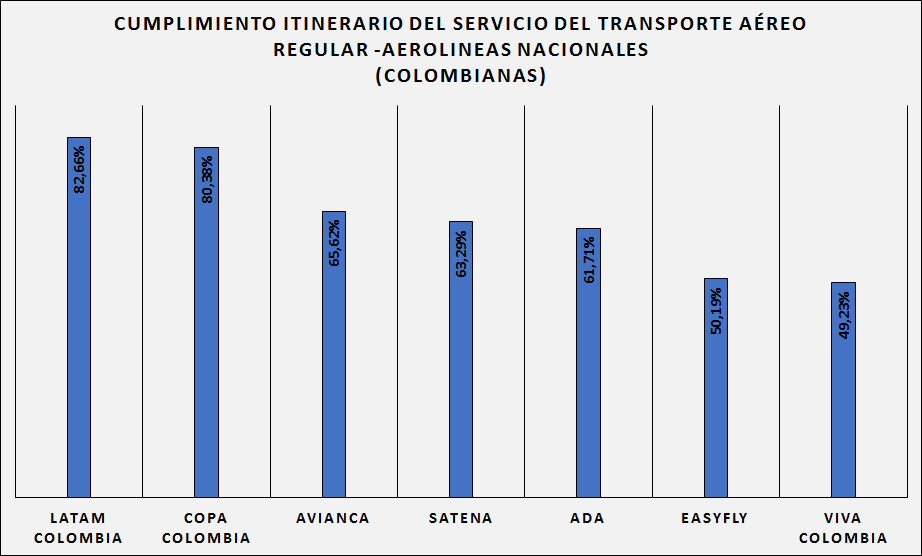 CUMPLIMIENTO ITINERARIO DEL SERVICIO DEL TRANSPORTE AÉREO
REGULAR -AEROLINEAS NACIONALES
(COLOMBIANAS)
82,66%
80,38%
65,62%
63,29%
61,71%
50,19%
49,23%
LATAM
COLOMBIA
COPA
COLOMBIA
AVIANCA
SATENA
ADA
EASYFLY
VIVA
COLOMBIA